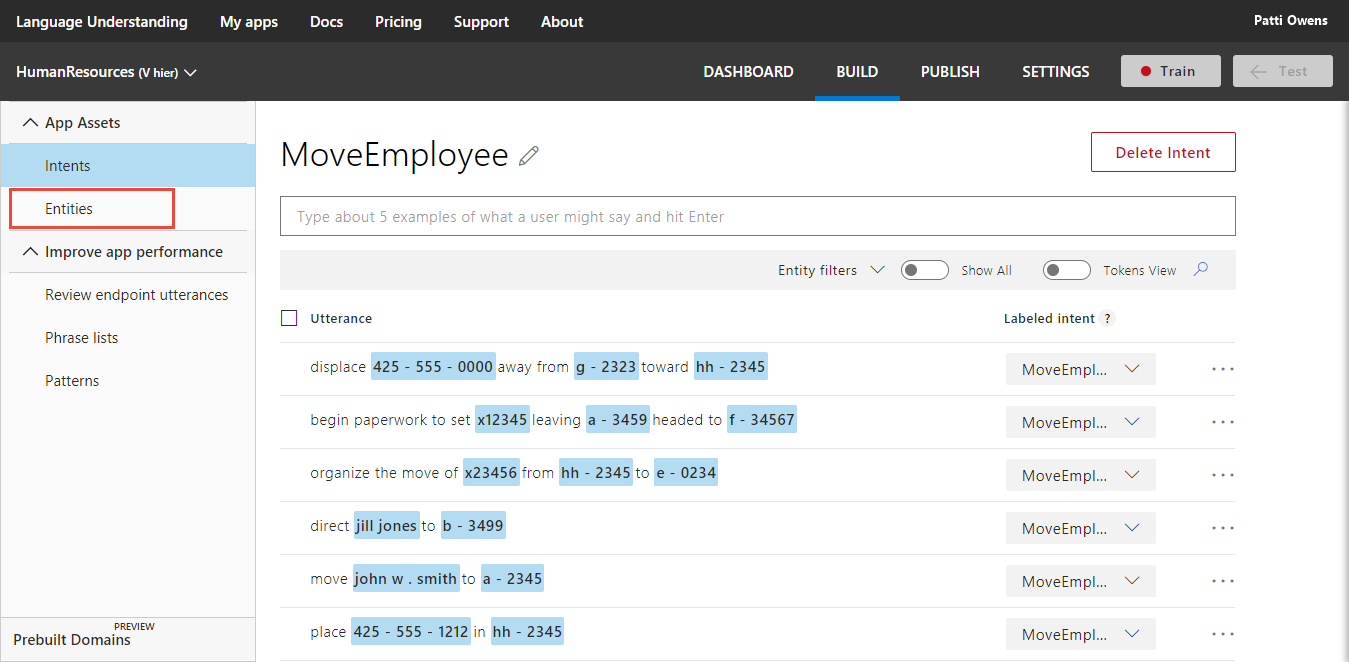 Language Understanding My apps Docs Pricing Support About Patti Owens
HumanResources (V hier) DASHBOARD BUILD PUBLISH SETTINGS Train Test
App Assets
Intents
Entities
Improve app performance
Review endpoint utterances
Phrase lists
Patterns
PREVIEW
Prebuilt Domains
MoveEmployee Delete Intent
Type about 5 examples of what a user might say and hit Enter
Entity filters Show All Tokens View
Utterance Labeled intent ?
displace 425 - 555 - 0000 away from g - 2323 toward hh - 2345 MoveEmpl... ...
begin paperwork to set x12345 leaving a - 3459 headed to f - 34567 MoveEmpl... ...
organize the move of x23456 from hh - 2345 to e - 0234 MoveEmpl... ...
direct jill jones to b - 3499 MoveEmpl... ...
move john w . smith to a - 2345 MoveEmpl... ...
place 425 - 555 - 1212 in hh - 2345 MoveEmpl... ...